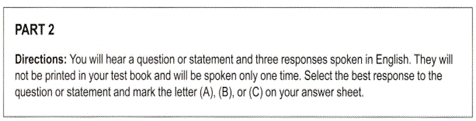 PART 2
Directions: You will hear a question or statement and three responses spoken in English. They will
not be printed in your test book and will be spoken only one time. Select the best response to the
question or statement and mark the letter (A), (B), or (C) on your answer sheet.